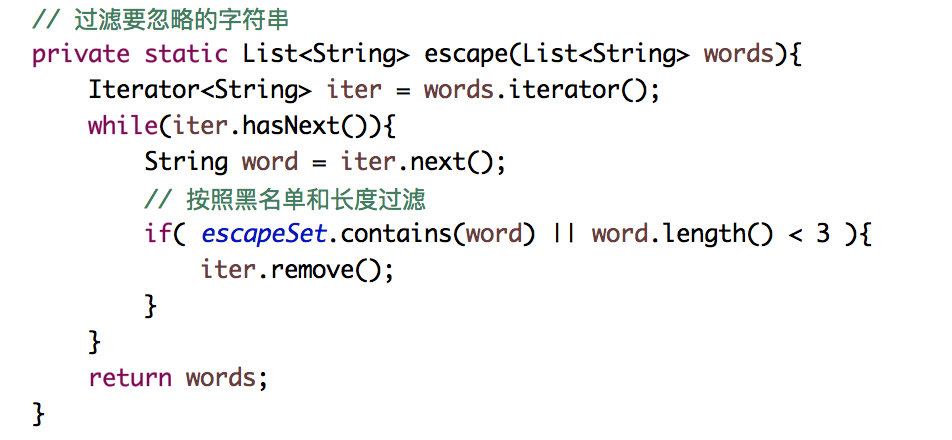 // 过滤要忽略的字符串
private static List<String> escape(List<String> words){
    Iterator<String> iter = words.iterator();
    while(iter.hasNext()){
        String word = iter.next();
        // 按照黑名单和长度过滤
        if( escapeSet.contains(word) || word.length() < 3 ){
            iter.remove();
        }
    }
    return words;
}